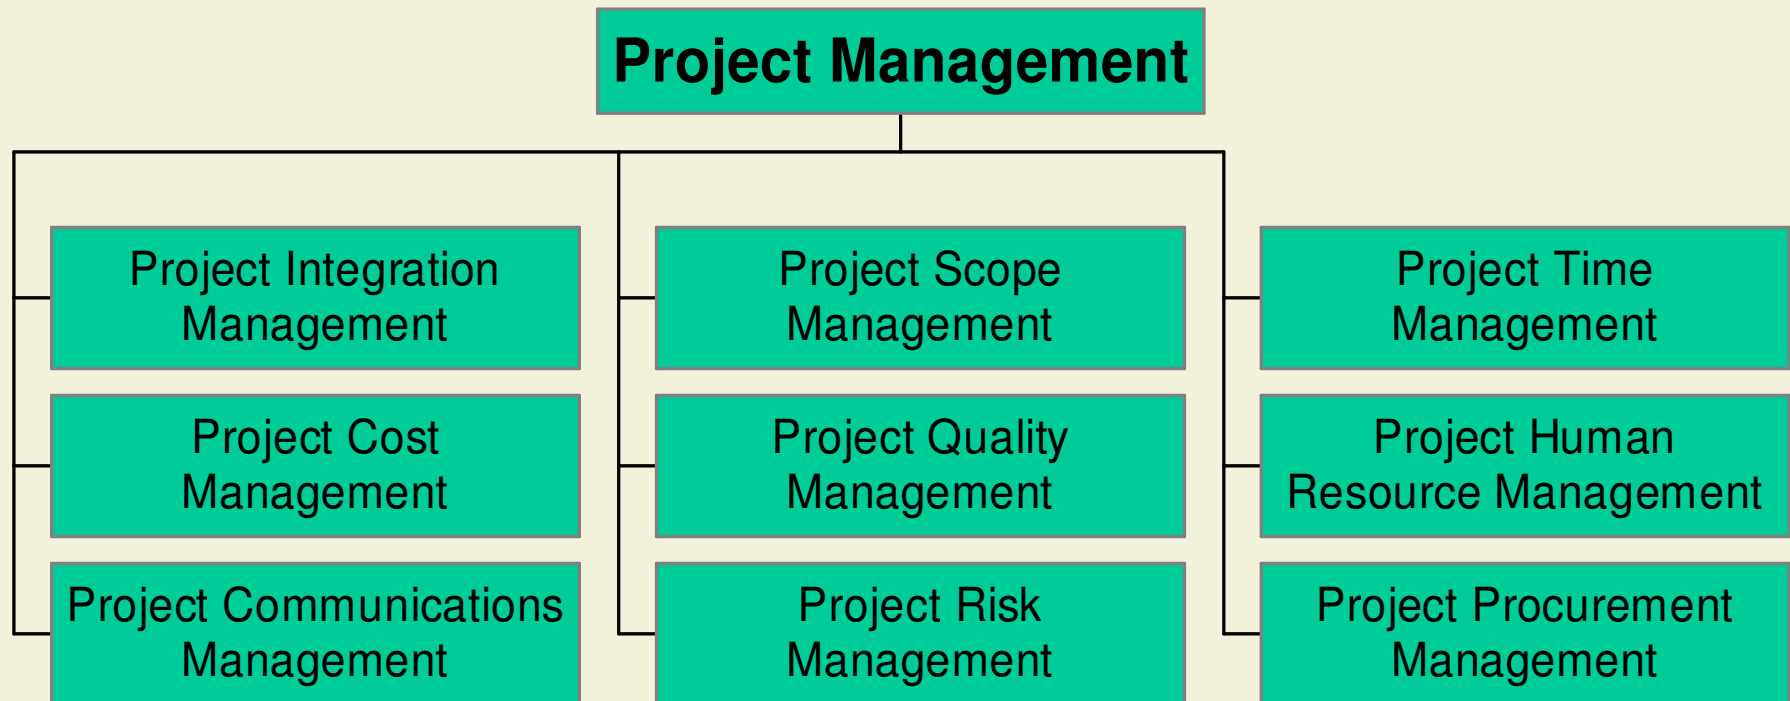 Project Management
Project Integration
Management
Project Scope
Management
Project Time
Management
Project Cost
Management
Project Quality
Management
Project Human
Resource Management
Project Communications
Management
Project Risk
Management
Project Procurement
Management